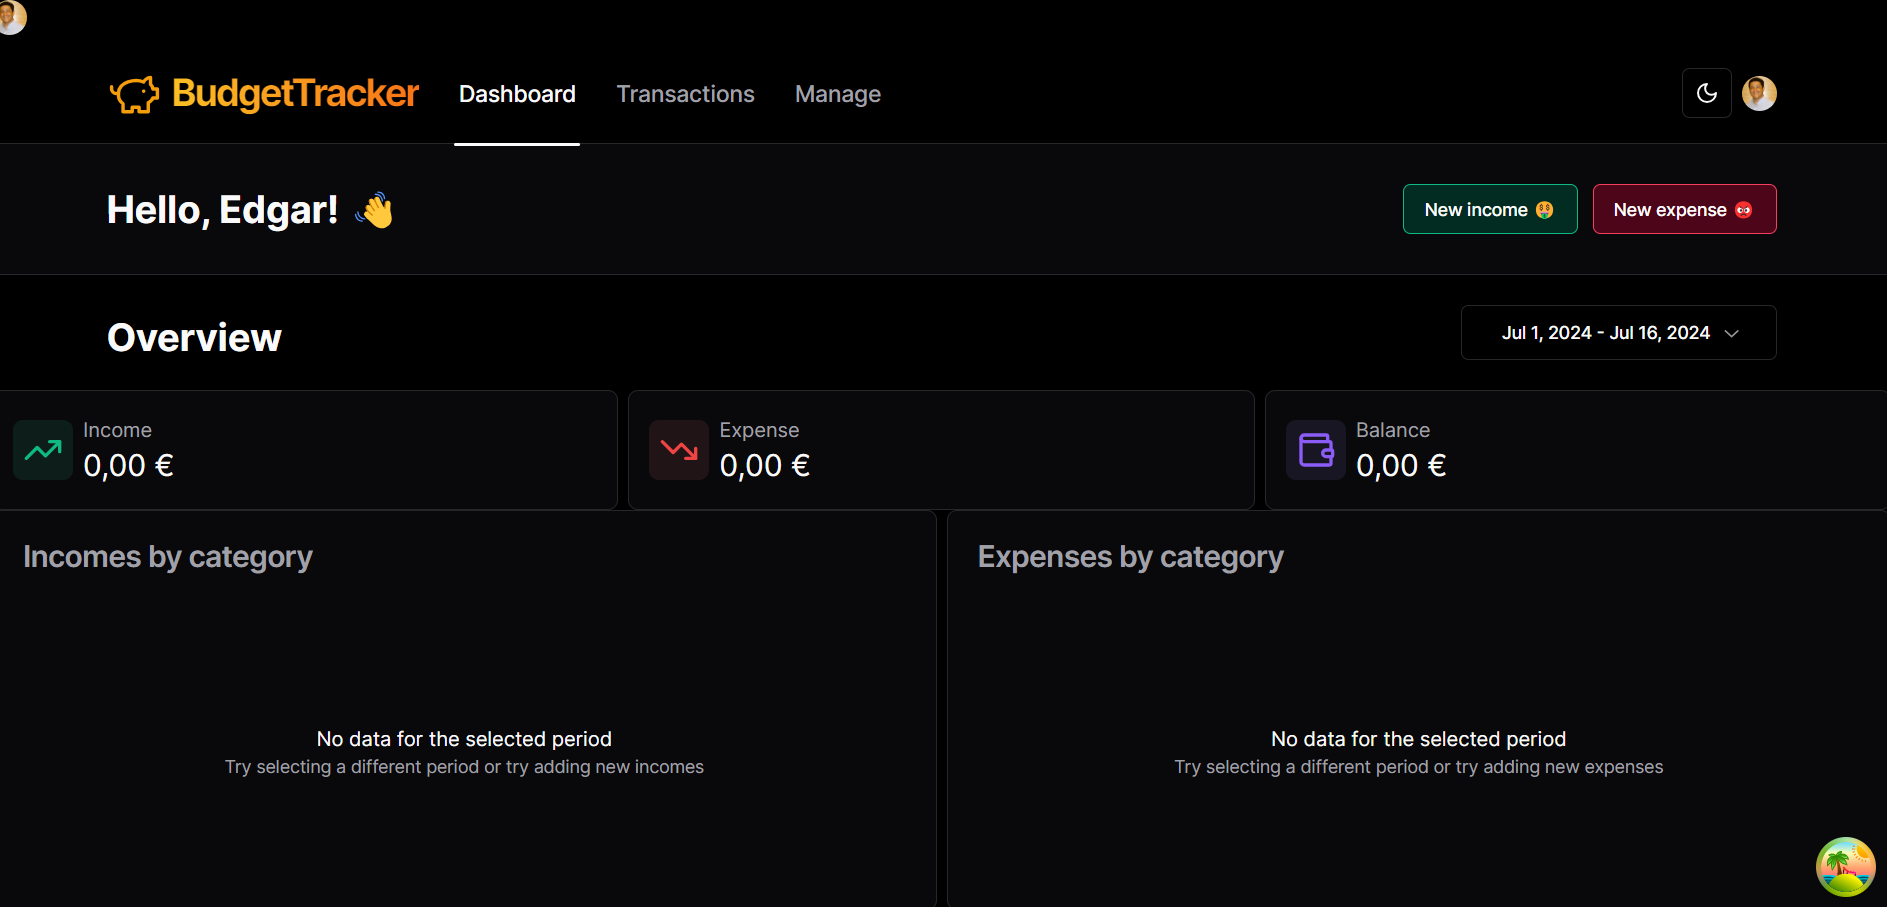 BudgetTracker Dashboard Transactions Manage
Hello, Edgar! 👋
New income 🤑 New expense 👹
Overview
Jul 1, 2024 - Jul 16, 2024
Income
0,00 €
Expense
0,00 €
Balance
0,00 €
Incomes by category
No data for the selected period
Try selecting a different period or try adding new incomes
Expenses by category
No data for the selected period
Try selecting a different period or try adding new expenses